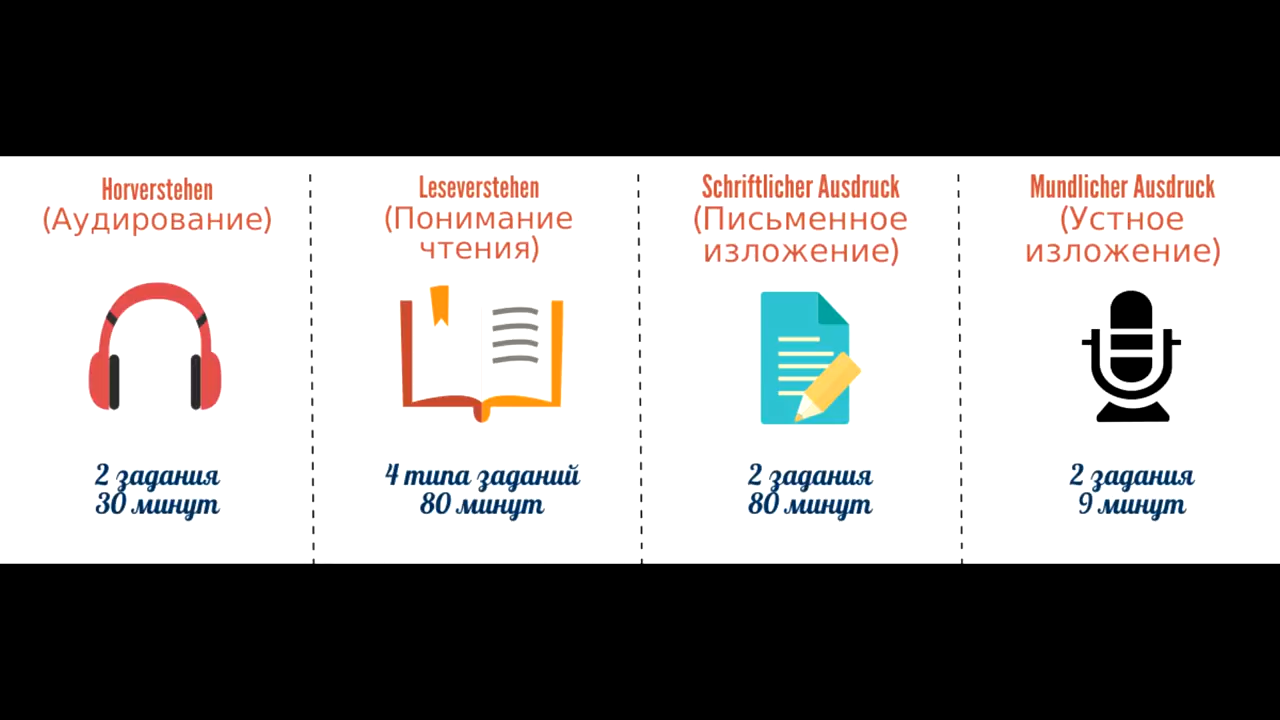 Horverstehen
(Аудирование)
2 задания
30 минут
Leseverstehen
(Понимание
чтения)
4 типа заданий
80 минут
Schriftlicher Ausdruck
(Письменное
изложение)
2 задания
80 минут
Mundlicher Ausdruck
(Устное
изложение)
2 задания
9 минут